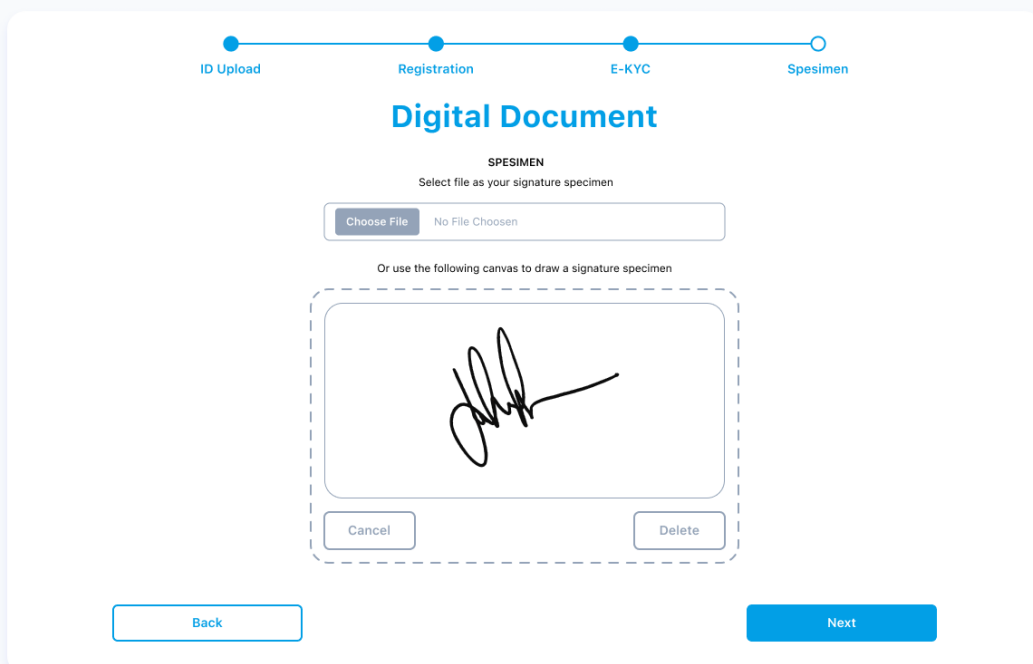 ID Upload Registration E-KYC Spesimen
Digital Document
SPESIMEN
Select file as your signature specimen
Choose File No File Choosen
Or use the following canvas to draw a signature specimen
Cancel Delete
Back Next